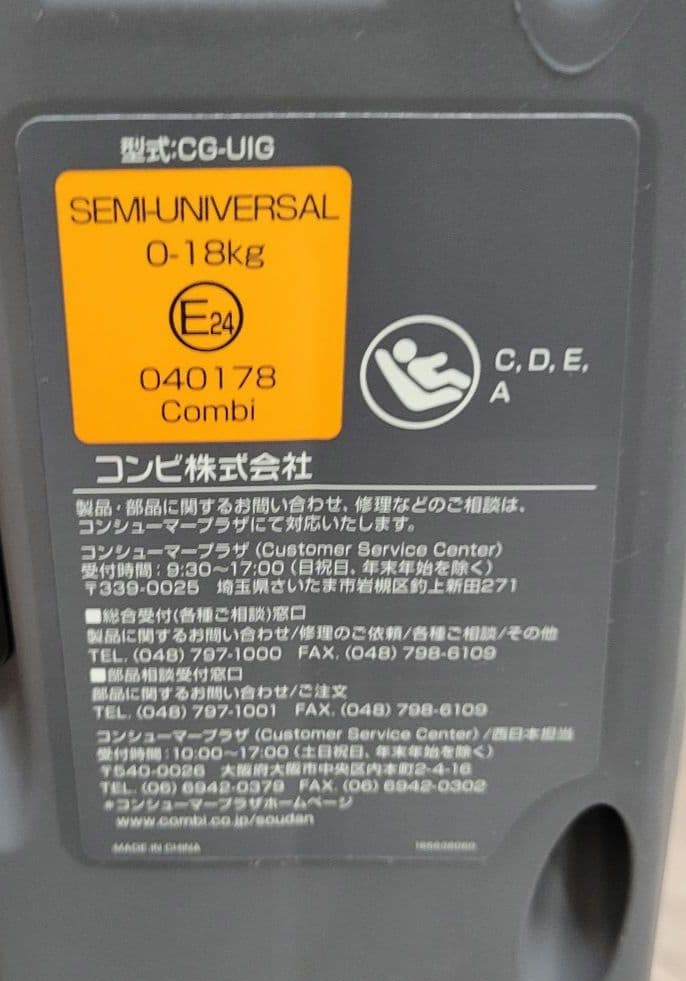 型式:CG-UIG
SEMI-UNIVERSAL
0-18kg
E24
040178
Combi
C, D, E,
A
コンビ株式会社
製品・部品に関するお問い合わせ、修理などのご相談は、
コンシューマープラザにて対応いたします。
コンシューマープラザ (Customer Service Center)
受付時間：9:30～17:00 (日祝日、年末年始を除く)
〒339-0025 埼玉県さいたま市岩槻区釣上新田271
■総合受付(各種ご相談)窓口
製品に関するお問い合わせ/修理のご依頼/各種ご相談/その他
TEL. (048) 797-1000 FAX. (048) 798-6109
■部品相談受付窓口
部品に関するお問い合わせ/ご注文
TEL. (048) 797-1001 FAX. (048) 798-6109
コンシューマープラザ (Customer Service Center) /西日本担当
受付時間：10:00～17:00 (土日祝日、年末年始を除く)
〒540-0026 大阪府大阪市中央区内本町2-4-16
TEL. (06) 6942-0379 FAX. (06) 6942-0302
＊コンシューマープラザホームページ
www.combi.co.jp/soudan
MADE IN CHINA